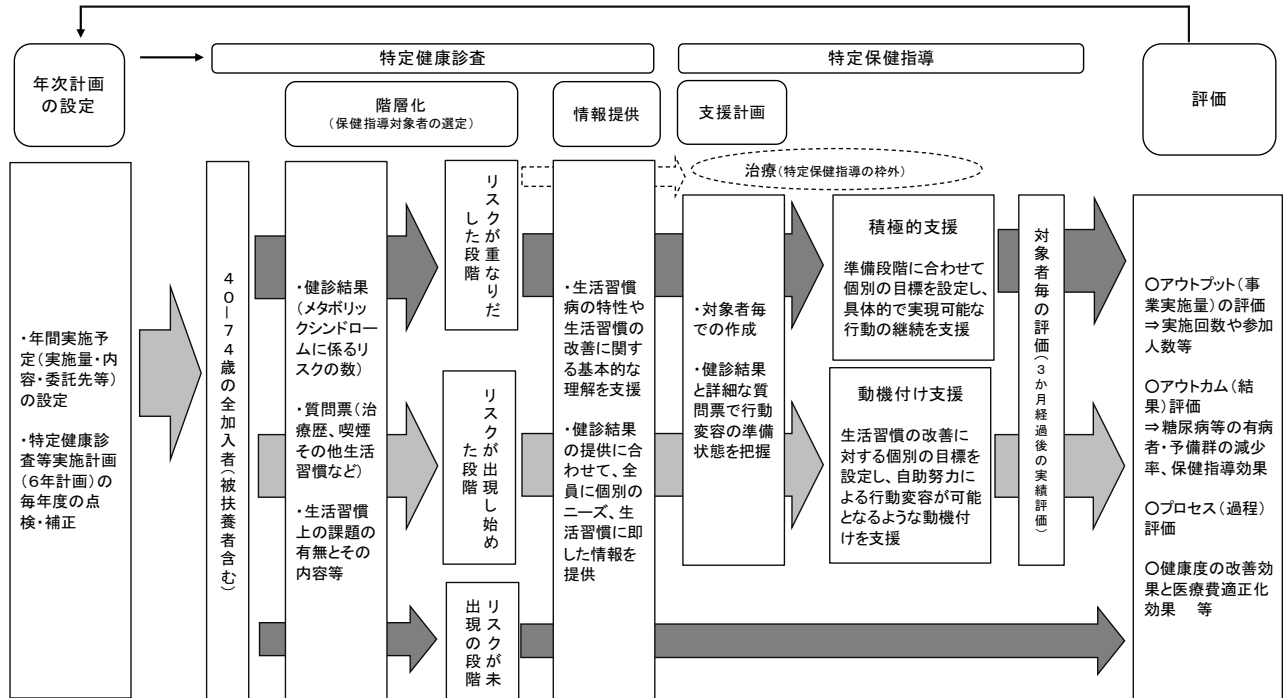 年次計画
の設定
特定健康診査
特定保健指導
評価
階層化
(保健指導対象者の選定)
情報提供
支援計画
治療(特定保健指導の枠外)
・年間実施予
定(実施量・内
容・委託先等)
の設定
・特定健康診
査等実施計画
(6年計画)の
毎年度の点
検・補正
40―74歳の全加入者(被扶養者含む)
・健診結果
(メタボリッ
クシンドロー
ムに係るリ
スクの数)
・質問票(治
療歴、喫煙
その他生活
習慣など)
・生活習慣
上の課題の
有無とその
内容等
リスクが重なりだ
した段階
リスクが出現し始め
た段階
リスクが未
出現の段階
・生活習慣
病の特性や
生活習慣の
改善に関す
る基本的な
理解を支援
・健診結果
の提供に合
わせて、全
員に個別の
ニーズ、生
活習慣に即
した情報を
提供
・対象者毎
での作成
・健診結果
と詳細な質
問票で行動
変容の準備
状態を把握
積極的支援
準備段階に合わせて
個別の目標を設定し、
具体的で実現可能な
行動の継続を支援
動機付け支援
生活習慣の改善に
対する個別の目標を
設定し、自助努力に
よる行動変容が可能
となるような動機付
けを支援
対象者毎の評価(3か月経過後の実績評価)
○アウトプット(事
業実施量)の評価
⇒実施回数や参加
人数等
○アウトカム(結
果)評価
⇒糖尿病等の有病
者・予備群の減少
率、保健指導効果
○プロセス(過程)
評価
○健康度の改善効
果と医療費適正化
効果 等